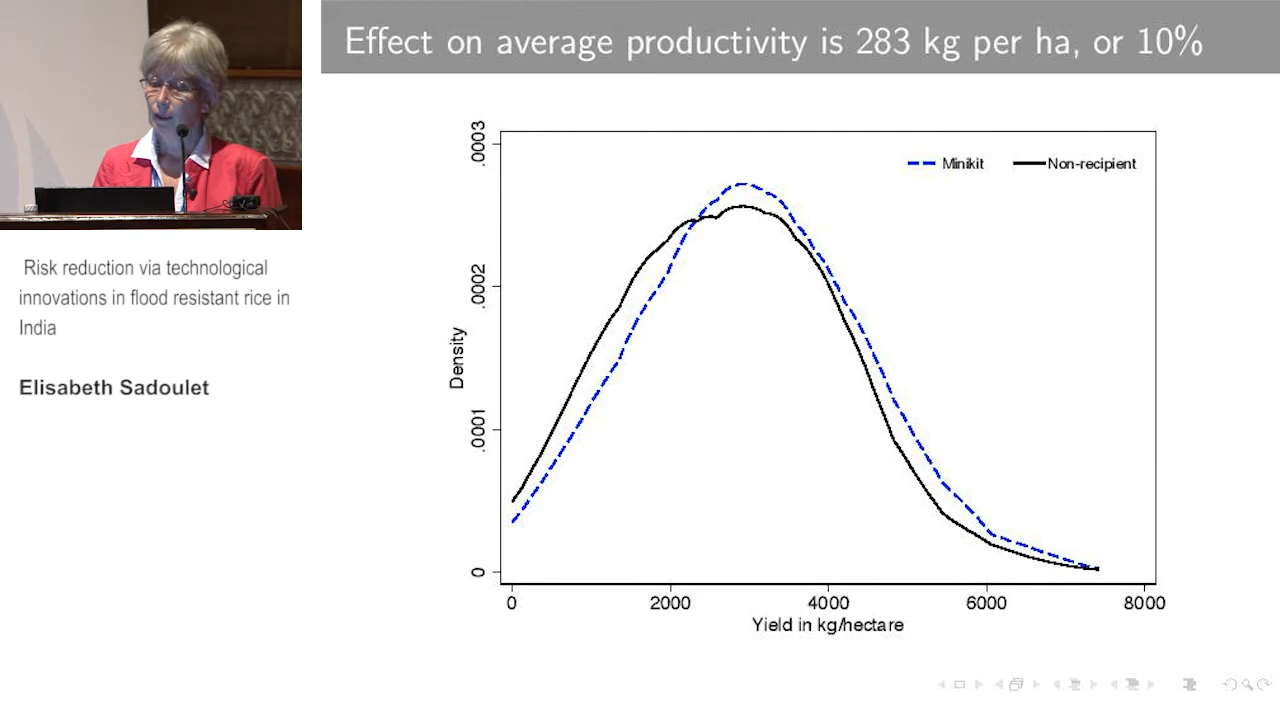 Effect on average productivity is 283 kg per ha, or 10%
Risk reduction via technological
innovations in flood resistant rice in
India
Elisabeth Sadoulet
Minikit
Non-recipient
Density
.0003
.0002
.0001
0
0 2000 4000 6000 8000
Yield in kg/hectare